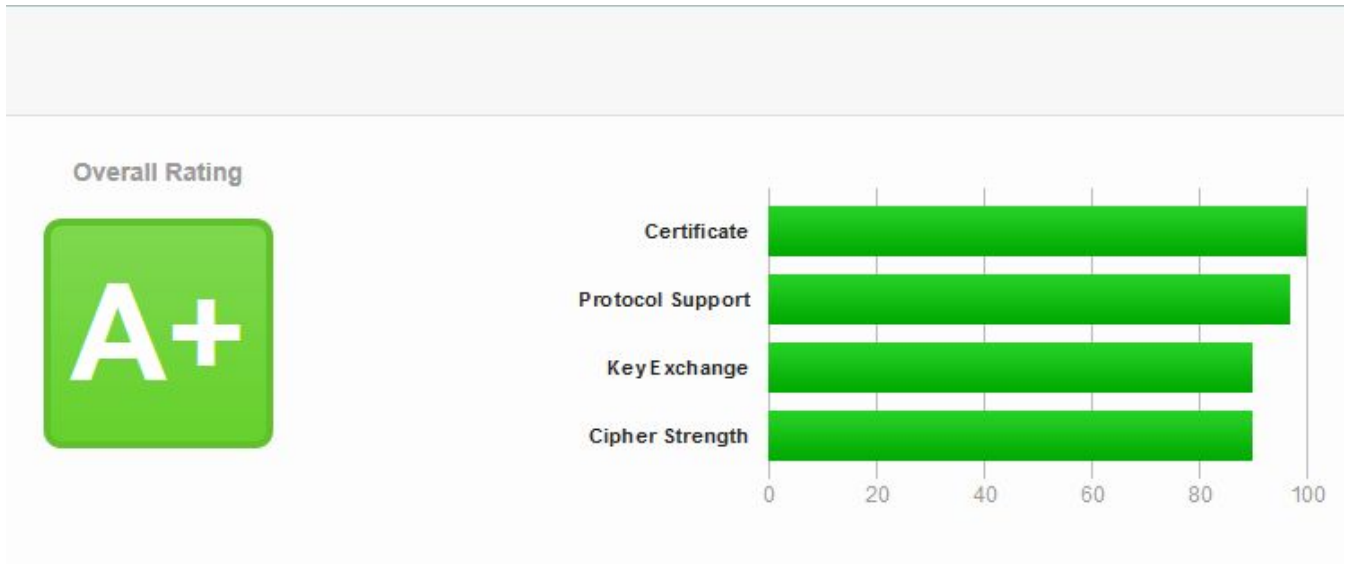 Overall Rating
A+
Certificate
Protocol Support
Key Exchange
Cipher Strength
0 20 40 60 80 100